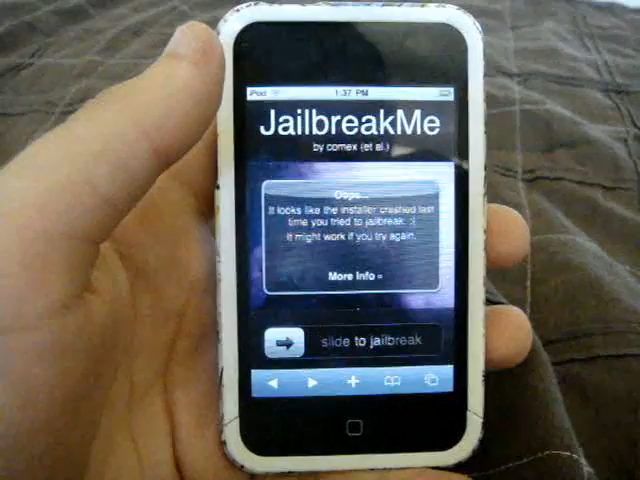 iPod 1:37 PM
JailbreakMe
by comex (et al.)
Oops...
It looks like the installer crashed last
time you tried to jailbreak. :(
It might work if you try again.
More Info »
slide to jailbreak